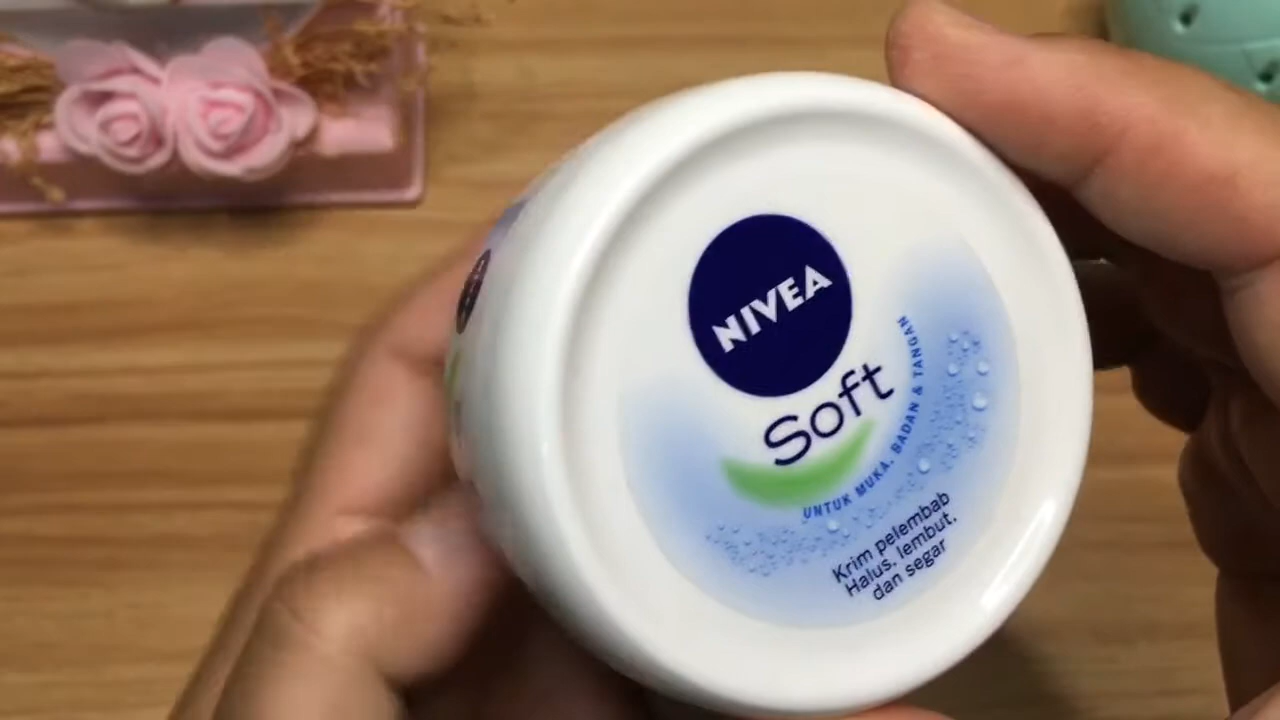 NIVEA
Soft
UNTUK MUKA, BADAN & TANGAN
Krim pelembab
Halus, lembut,
dan segar